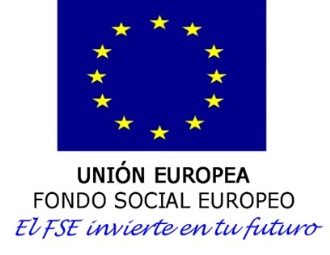 UNIÓN EUROPEA
FONDO SOCIAL EUROPEO
El FSE invierte en tu futuro